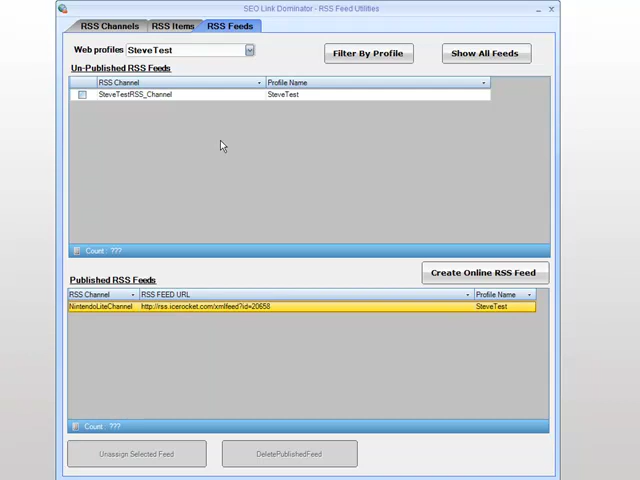 SEO Link Dominator - RSS Feed Utilities
RSS Channels RSS Items RSS Feeds
Web profiles SteveTest Filter By Profile Show All Feeds
Un-Published RSS Feeds
RSS Channel Profile Name
SteveTestRSS_Channel SteveTest
Count : ???
Create Online RSS Feed
Published RSS Feeds
RSS Channel RSS FEED URL Profile Name
NintendoLiteChannel http://rss.icerocket.com/xmlfeed?id=20658 SteveTest
Count : ???
Unassign Selected Feed DeletePublishedFeed